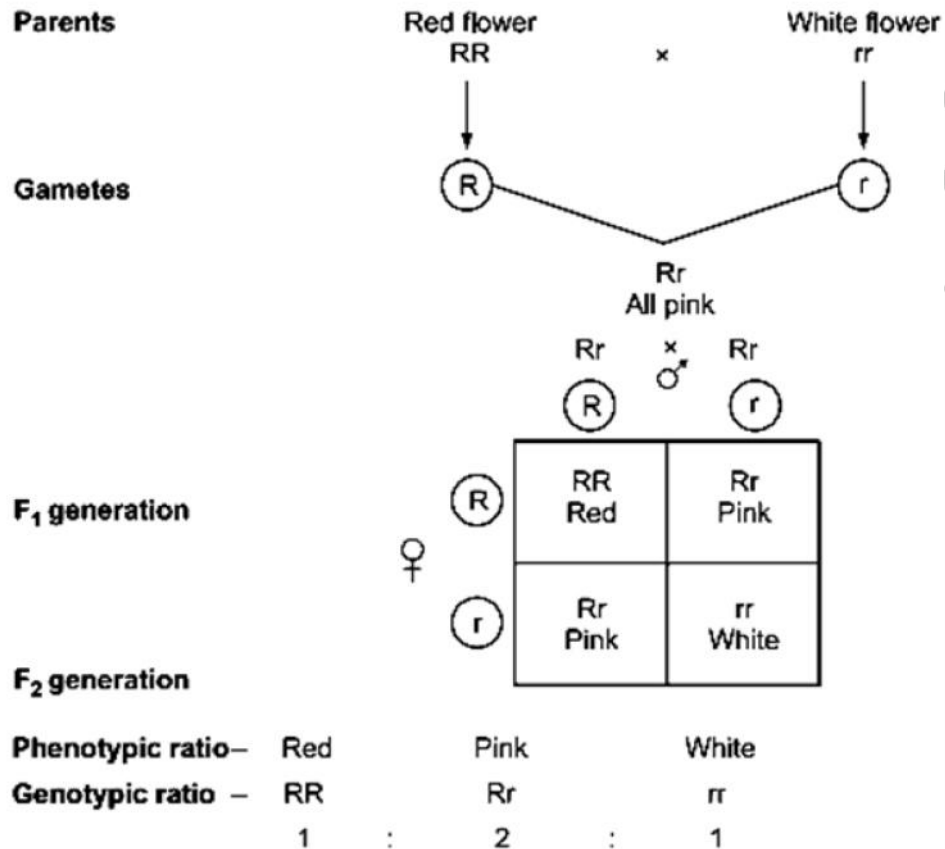 Parents Red flower White flower
RR × rr
Gametes R r
Rr
All pink
Rr × Rr
♂
R r
R RR Rr
F₁ generation Red Pink
♀
r Rr rr
Pink White
F₂ generation
Phenotypic ratio – Red Pink White
Genotypic ratio – RR Rr rr
1 : 2 : 1